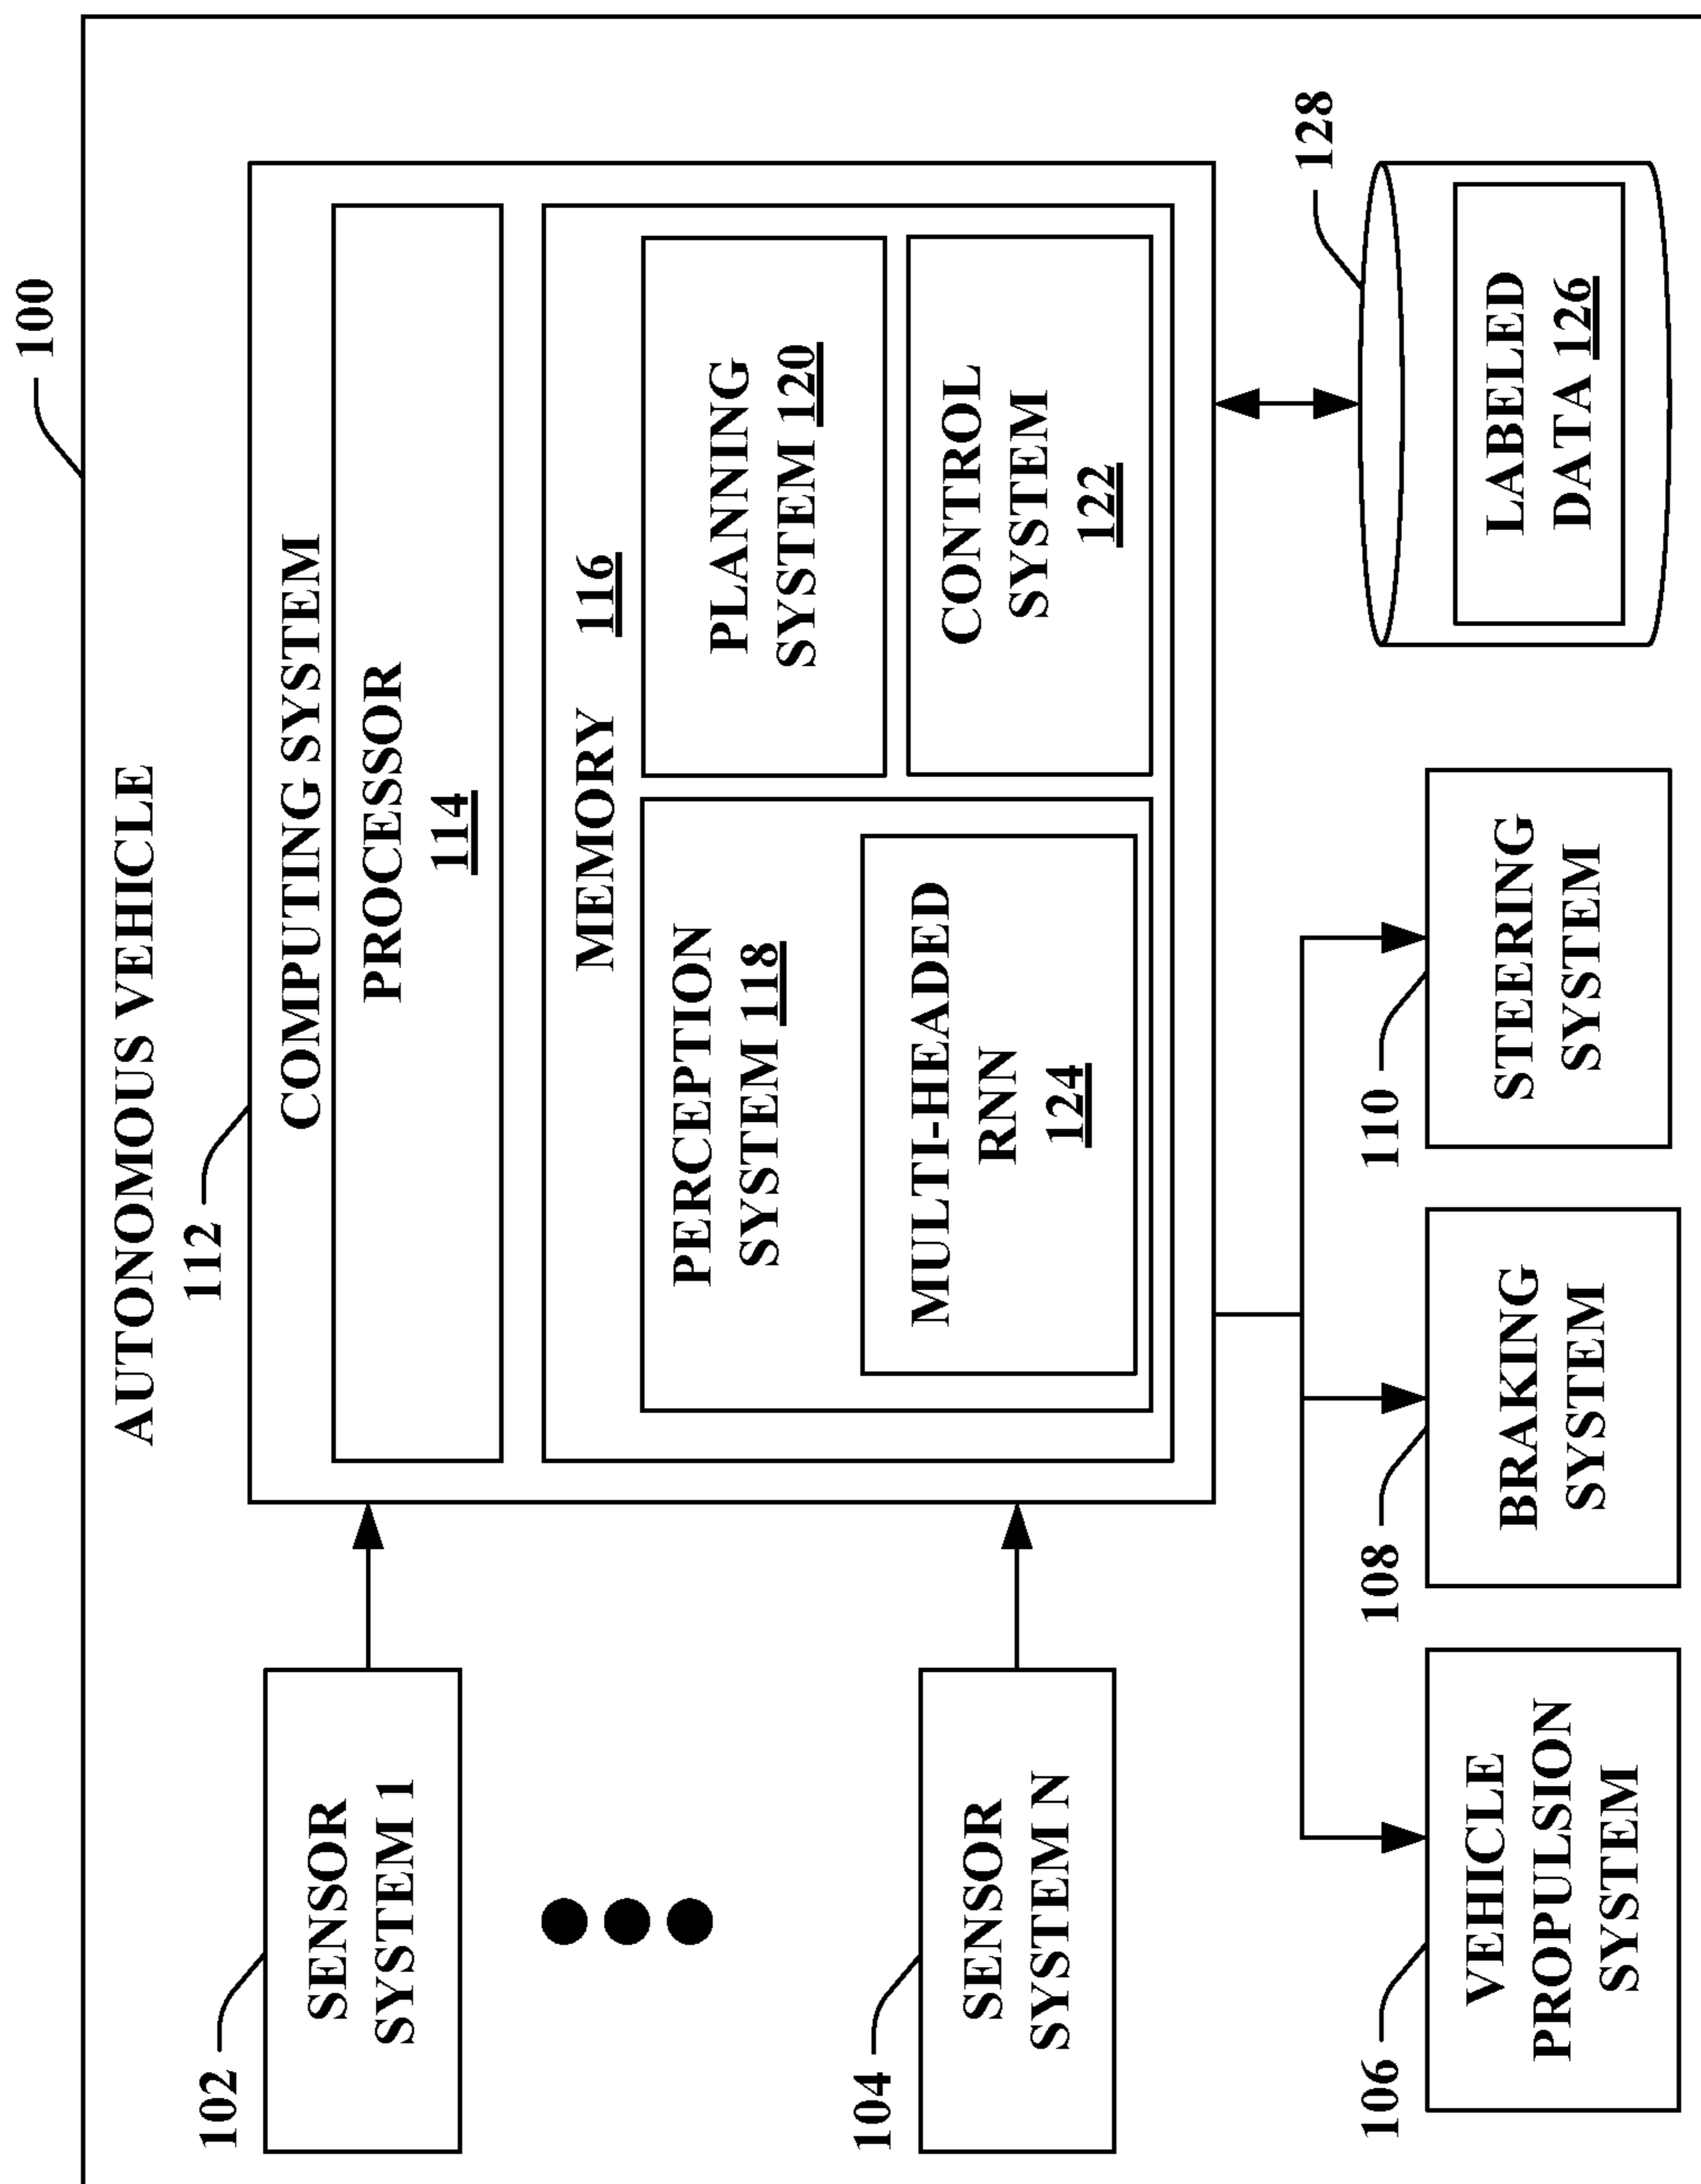 100
AUTONOMOUS VEHICLE
112
COMPUTING SYSTEM
PROCESSOR
114
102
SENSOR
SYSTEM 1
MEMORY 116
PERCEPTION
SYSTEM 118
PLANNING
SYSTEM 120
MULTI-HEADED
RNN
124
CONTROL
SYSTEM
122
104
SENSOR
SYSTEM N
106
VEHICLE
PROPULSION
SYSTEM
108
BRAKING
SYSTEM
110
STEERING
SYSTEM
128
LABELED
DATA 126